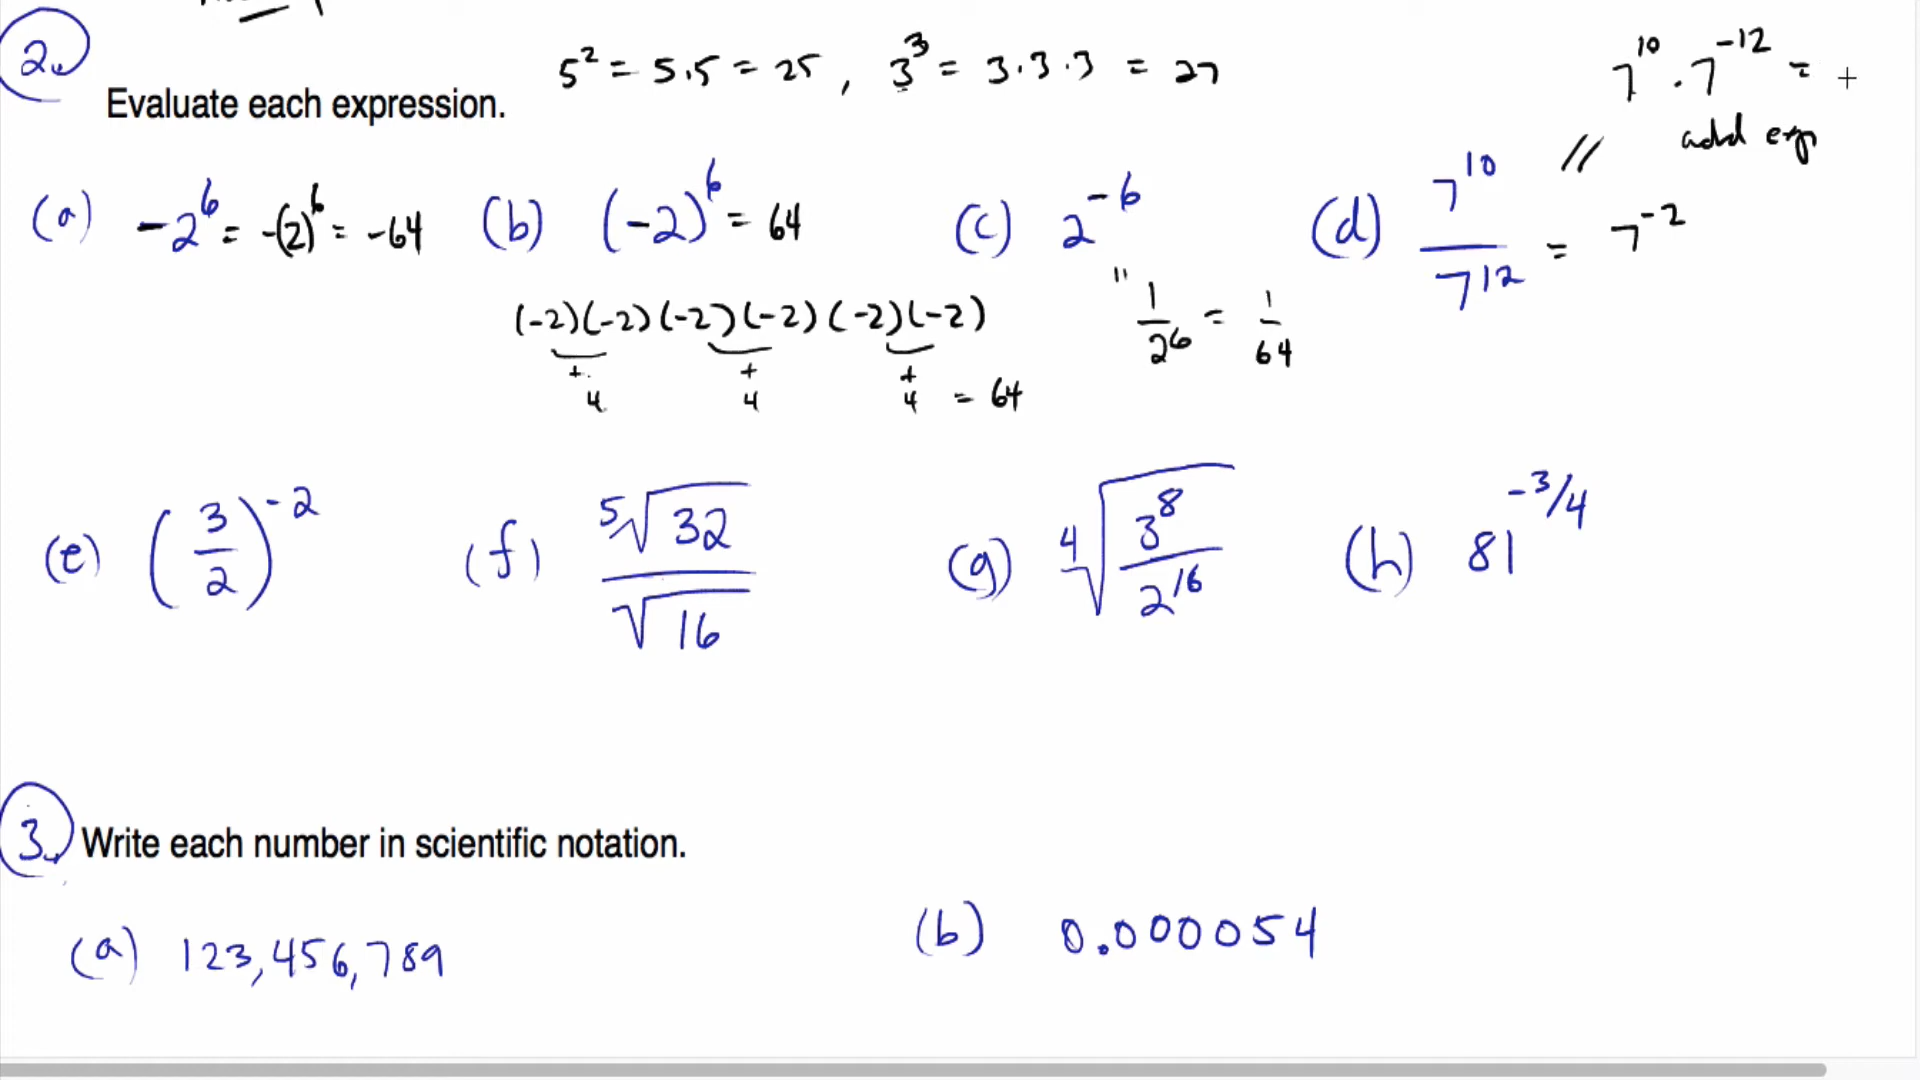 2.
5² = 5.5 = 25 , 3³ = 3.3.3 = 27
7¹⁰ . 7⁻¹² =
add exp
Evaluate each expression.
//
(a) -2⁶ = -(2)⁶ = -64 (b) (-2)⁶ = 64 (c) 2⁻⁶ (d) 7¹⁰/7¹² = 7⁻²
(-2)(-2)(-2)(-2)(-2)(-2)
" 1/2⁶ = 1/64
+ + +
4 4 4 = 64
(e) (3/2)⁻² (f) ⁵√32/√16 (g) ⁴√3⁸/2¹⁶ (h) 81^-3/4
3. Write each number in scientific notation.
(a) 123,456,789 (b) 0.000054